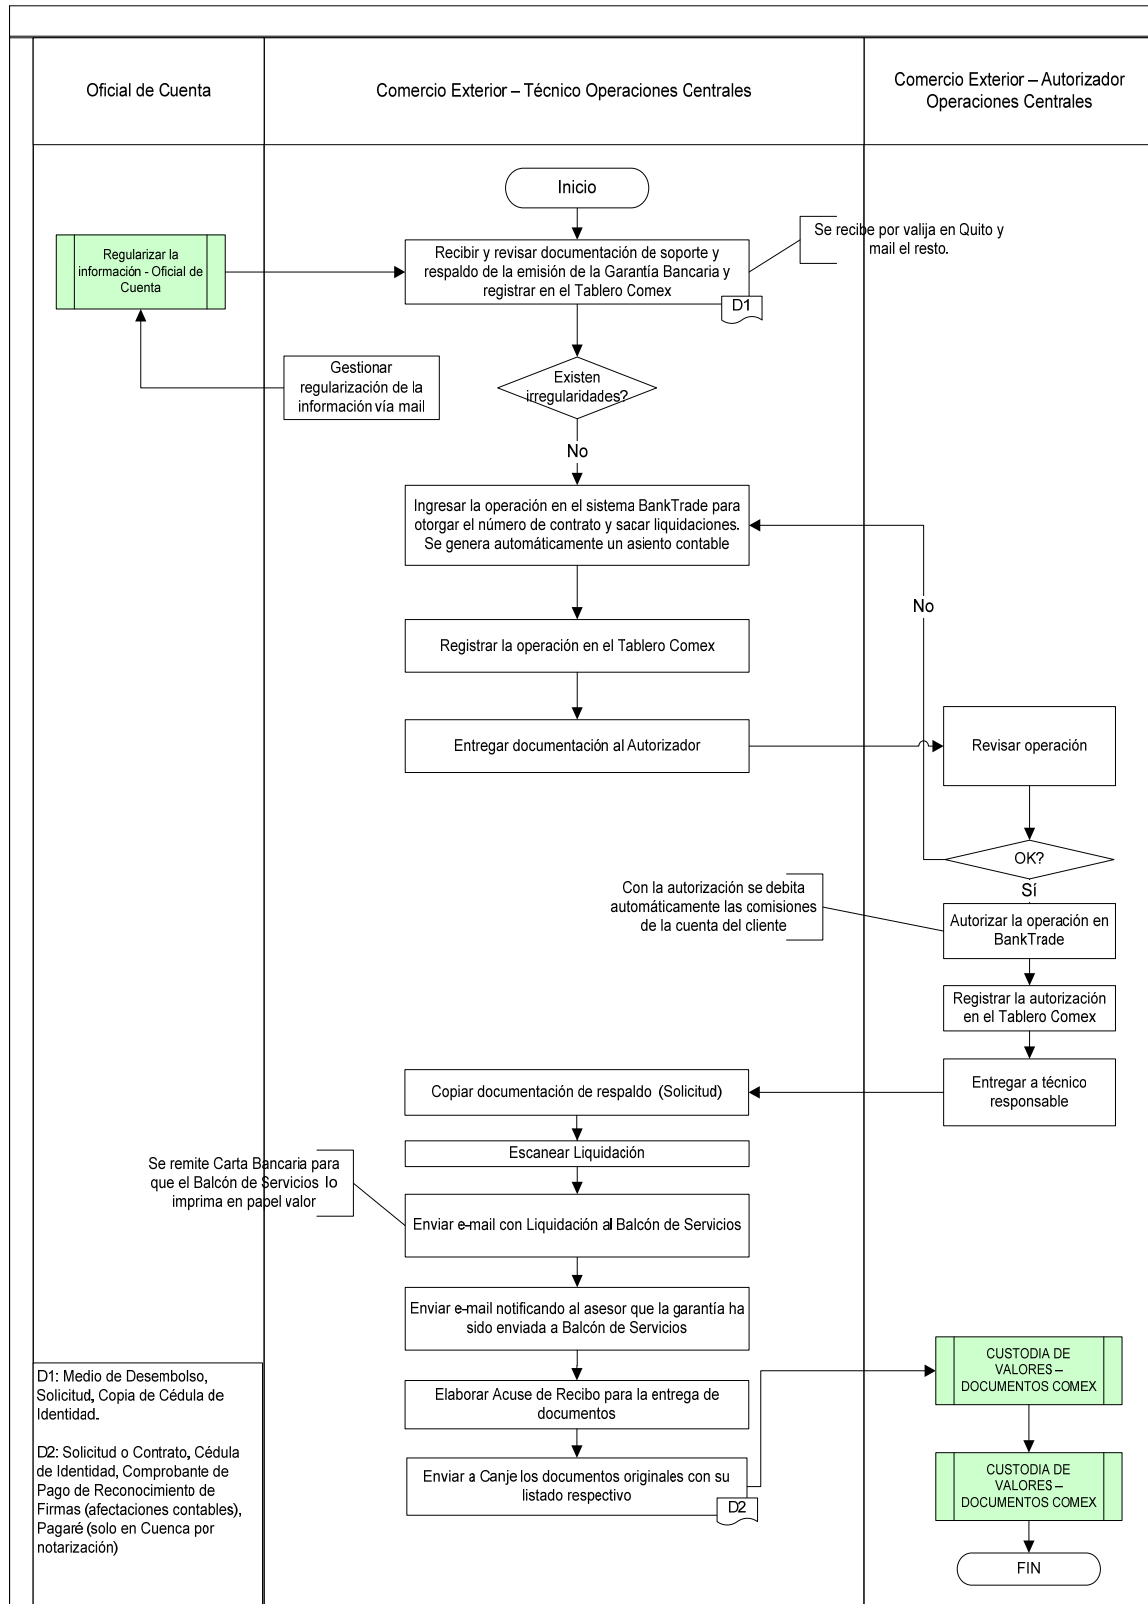 Oficial de Cuenta
Comercio Exterior – Técnico Operaciones Centrales
Comercio Exterior – Autorizador
Operaciones Centrales
Inicio
Regularizar la
información - Oficial de
Cuenta
Recibir y revisar documentación de soporte y
respaldo de la emisión de la Garantía Bancaria y
registrar en el Tablero Comex
D1
Se recibe por valija en Quito y
mail el resto.
Gestionar
regularización de la
información vía mail
Existen
irregularidades?
No
Ingresar la operación en el sistema BankTrade para
otorgar el número de contrato y sacar liquidaciones.
Se genera automáticamente un asiento contable
No
Registrar la operación en el Tablero Comex
Entregar documentación al Autorizador
Revisar operación
OK?
Sí
Con la autorización se debita
automáticamente las comisiones
de la cuenta del cliente
Autorizar la operación en
BankTrade
Registrar la autorización
en el Tablero Comex
Entregar a técnico
responsable
Copiar documentación de respaldo (Solicitud)
Escanear Liquidación
Se remite Carta Bancaria para
que el Balcón de Servicios lo
imprima en papel valor
Enviar e-mail con Liquidación al Balcón de Servicios
Enviar e-mail notificando al asesor que la garantía ha
sido enviada a Balcón de Servicios
Elaborar Acuse de Recibo para la entrega de
documentos
Enviar a Canje los documentos originales con su
listado respectivo
D2
CUSTODIA DE
VALORES –
DOCUMENTOS COMEX
CUSTODIA DE
VALORES –
DOCUMENTOS COMEX
FIN
D1: Medio de Desembolso,
Solicitud, Copia de Cédula de
Identidad.
D2: Solicitud o Contrato, Cédula
de Identidad, Comprobante de
Pago de Reconocimiento de
Firmas (afectaciones contables),
Pagaré (solo en Cuenca por
notarización)